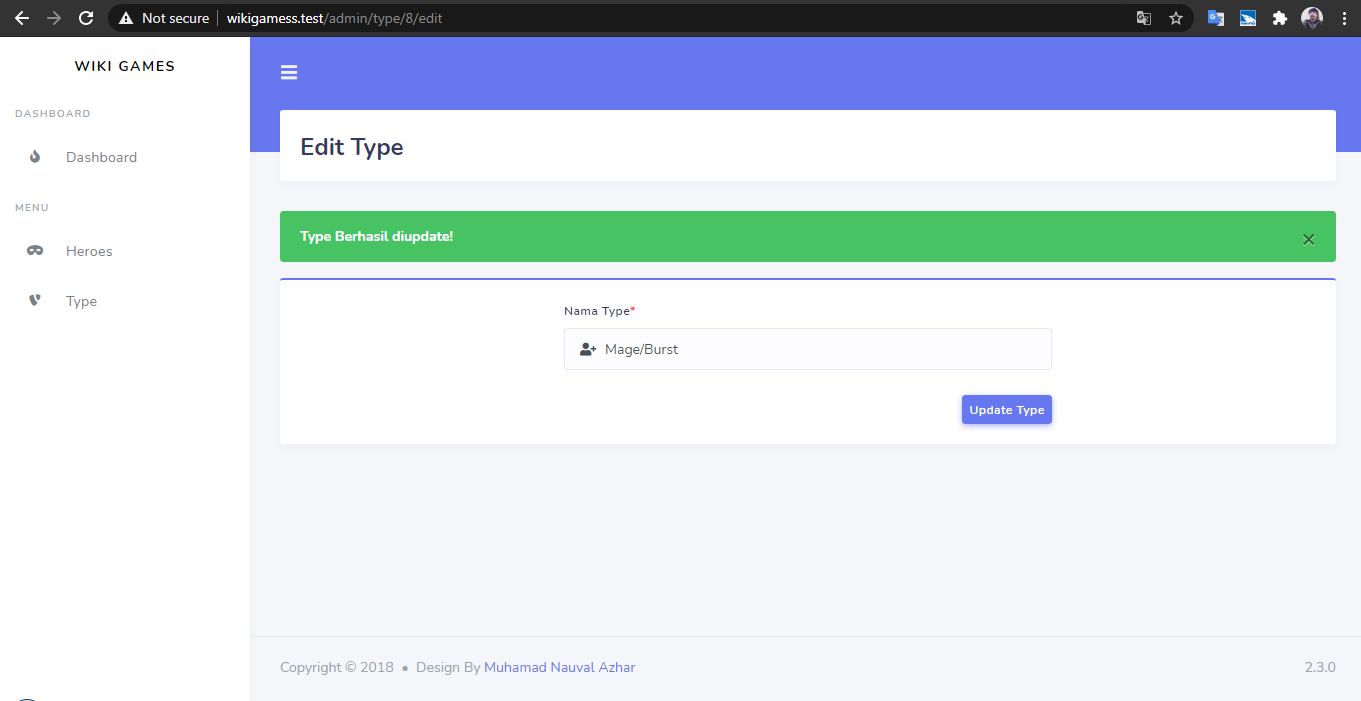 Not secure wikigamess.test/admin/type/8/edit
WIKI GAMES
DASHBOARD
Dashboard
MENU
Heroes
Type
Edit Type
Type Berhasil diupdate!
Nama Type*
Mage/Burst
Update Type
Copyright © 2018 • Design By Muhamad Nauval Azhar
2.3.0